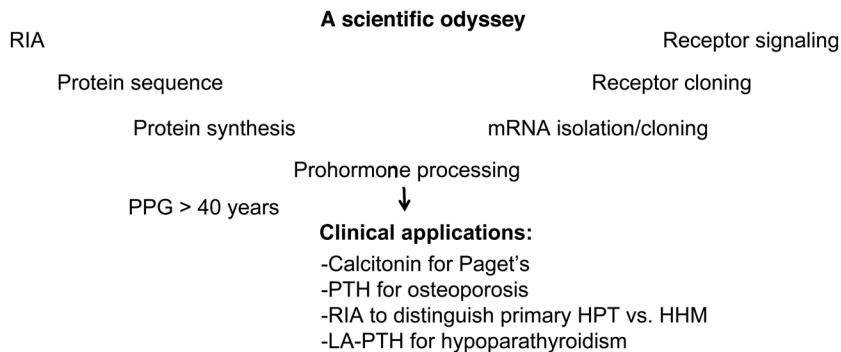 A scientific odyssey
RIA
Receptor signaling
Protein sequence
Receptor cloning
Protein synthesis
mRNA isolation/cloning
Prohormone processing
PPG > 40 years
Clinical applications:
-Calcitonin for Paget's
-PTH for osteoporosis
-RIA to distinguish primary HPT vs. HHM
-LA-PTH for hypoparathyroidism